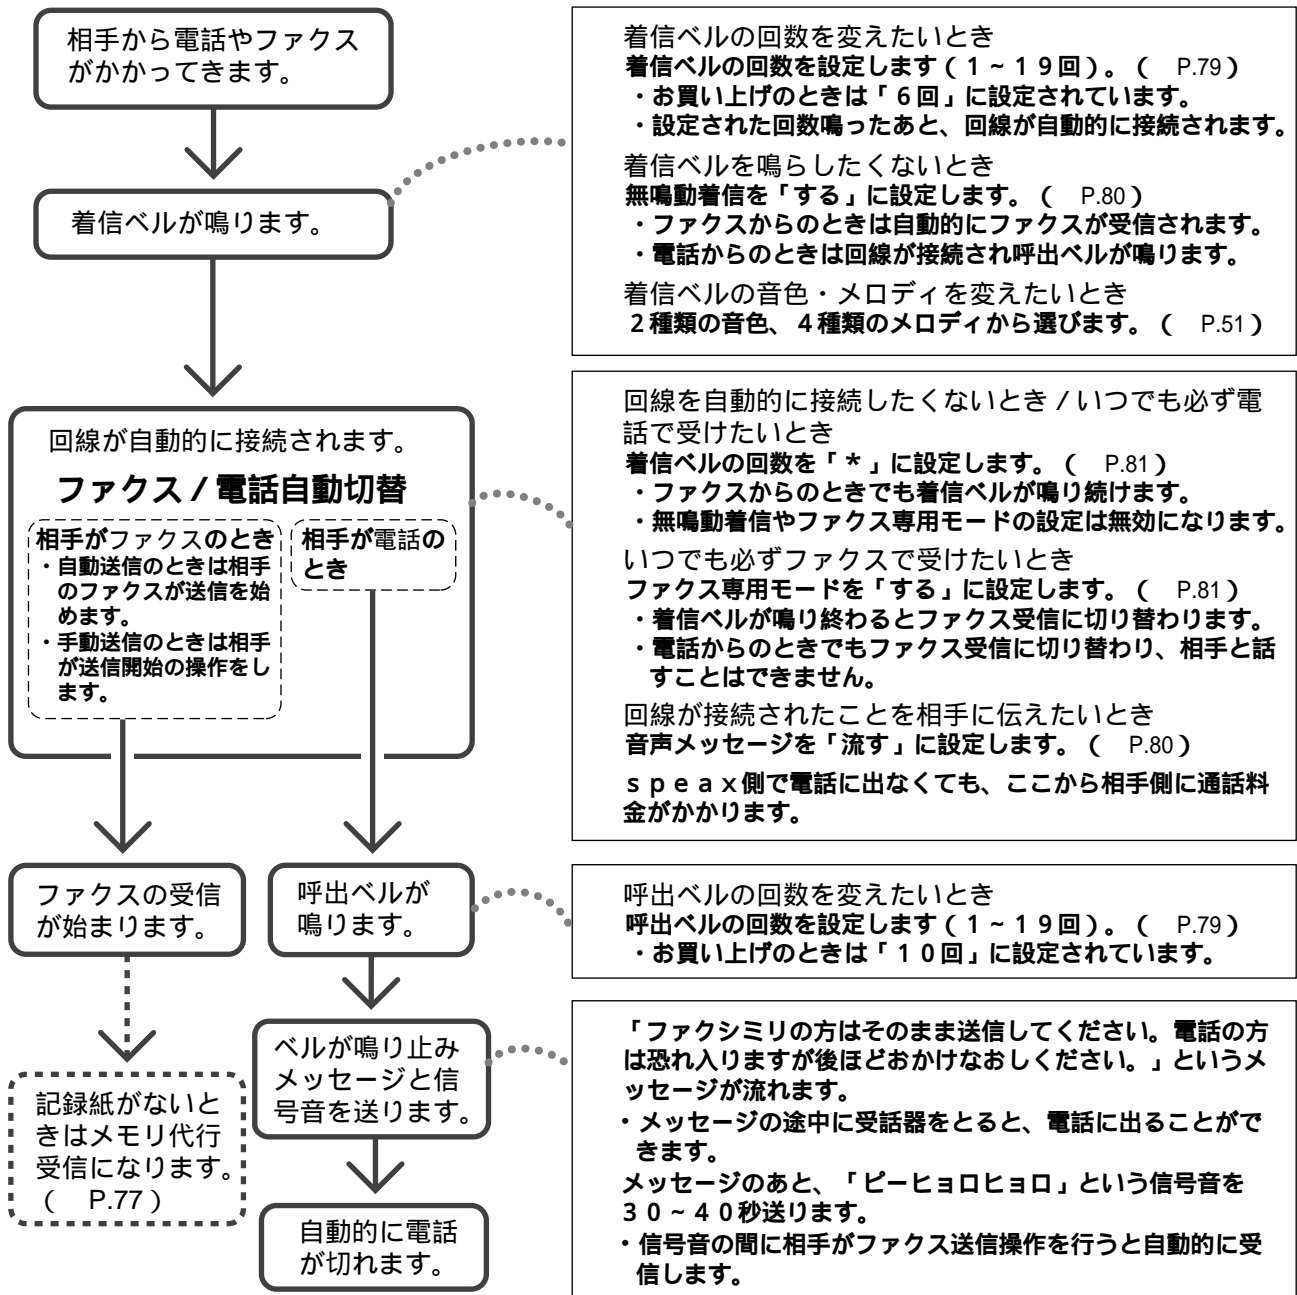 相手から電話やファクス
がかかってきます。
着信ベルが鳴ります。
着信ベルの回数を変えたいとき
着信ベルの回数を設定します(1~19回)。( P.79)
・お買い上げのときは「6回」に設定されています。
・設定された回数鳴ったあと、回線が自動的に接続されます。
着信ベルを鳴らしたくないとき
無鳴動着信を「する」に設定します。( P.80)
・ファクスからのときは自動的にファクスが受信されます。
・電話からのときは回線が接続され呼出ベルが鳴ります。
着信ベルの音色・メロディを変えたいとき
2種類の音色、4種類のメロディから選びます。( P.51)
回線が自動的に接続されます。
ファクス/電話自動切替
相手がファクスのとき
・自動送信のときは相手
のファクスが送信を始
めます。
・手動送信のときは相手
が送信開始の操作をし
ます。
相手が電話の
とき
回線を自動的に接続したくないとき/いつでも必ず電
話で受けたいとき
着信ベルの回数を「*」に設定します。( P.81)
・ファクスからのときでも着信ベルが鳴り続けます。
・無鳴動着信やファクス専用モードの設定は無効になります。
いつでも必ずファクスで受けたいとき
ファクス専用モードを「する」に設定します。( P.81)
・着信ベルが鳴り終わるとファクス受信に切り替わります。
・電話からのときでもファクス受信に切り替わり、相手と話
すことはできません。
回線が接続されたことを相手に伝えたいとき
音声メッセージを「流す」に設定します。( P.80)
speax側で電話に出なくても、ここから相手側に通話料
金がかかります。
ファクスの受信
が始まります。
呼出ベルが
鳴ります。
呼出ベルの回数を変えたいとき
呼出ベルの回数を設定します(1~19回)。( P.79)
・お買い上げのときは「10回」に設定されています。
記録紙がないと
きはメモリ代行
受信になります。
( P.77)
ベルが鳴り止み
メッセージと信
号音を送ります。
自動的に電話
が切れます。
「ファクシミリの方はそのまま送信してください。電話の方
は恐れ入りますが後ほどおかけなおしください。」というメ
ッセージが流れます。
・メッセージの途中に受話器をとると、電話に出ることがで
きます。
メッセージのあと、「ピーヒョロヒョロ」という信号音を
30~40秒送ります。
・信号音の間に相手がファクス送信操作を行うと自動的に受
信します。